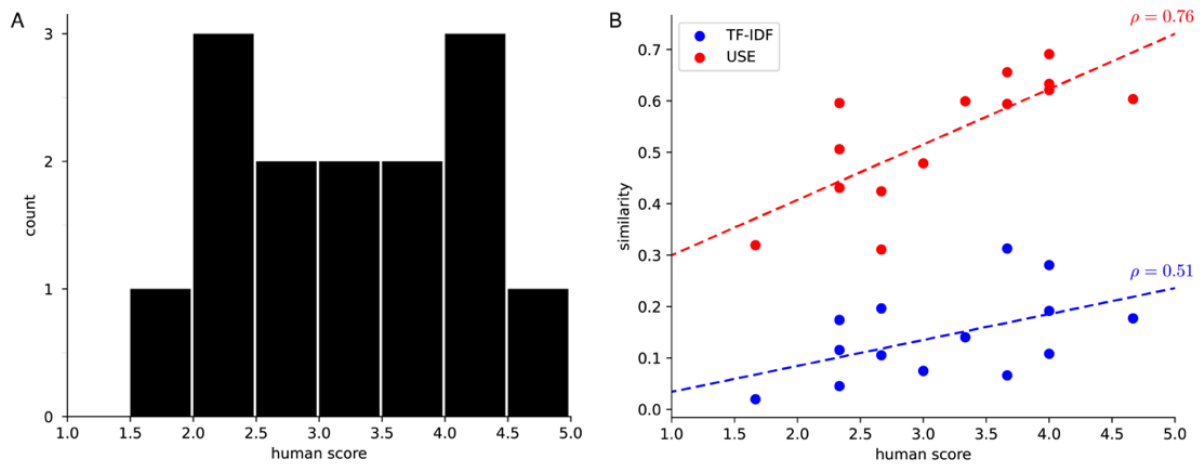 A
3
2
1
0
count
1.0 1.5 2.0 2.5 3.0 3.5 4.0 4.5 5.0
human score
B
TF-IDF
USE
ρ = 0.76
ρ = 0.51
0.7
0.6
0.5
0.4
0.3
0.2
0.1
0.0
similarity
1.0 1.5 2.0 2.5 3.0 3.5 4.0 4.5 5.0
human score